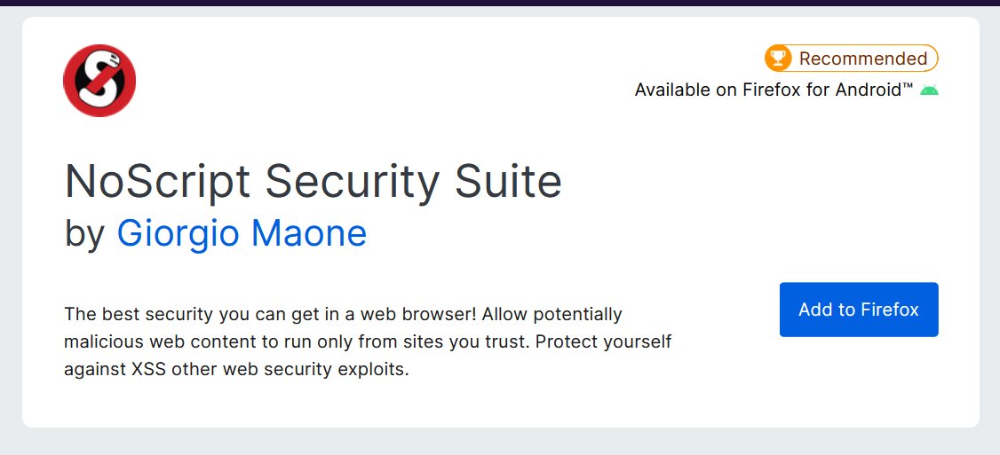 Recommended
Available on Firefox for Android™
NoScript Security Suite
by Giorgio Maone
The best security you can get in a web browser! Allow potentially
malicious web content to run only from sites you trust. Protect yourself
against XSS other web security exploits.
Add to Firefox